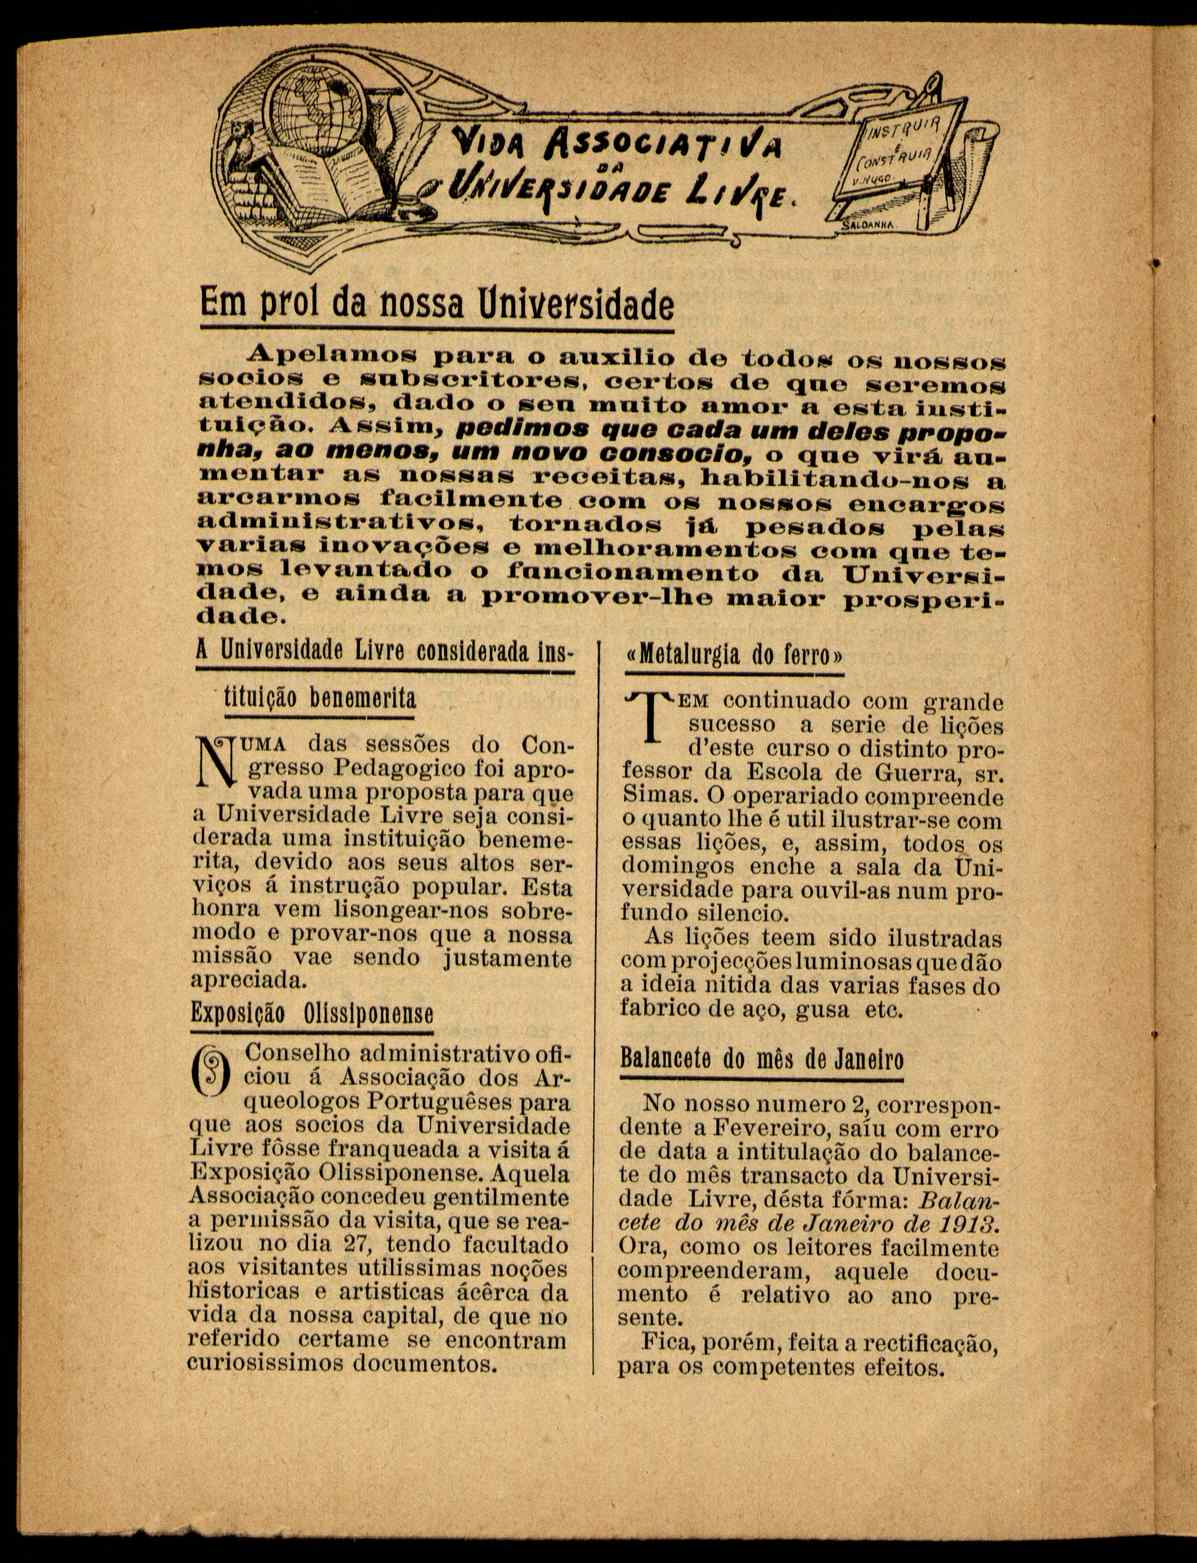 VIDA ASSOCIATIVA
DA
UNIVERSIDADE LIVRE.
INSTRUIR
É
CONSTRUIR
V. HUGO
SALDANHA
Em prol da nossa Universidade
Apelamos para o auxilio de todos os nossos
socios e subscritores, certos de que seremos
atendidos, dado o seu muito amor a esta insti-
tuição. Assim, pedimos que cada um deles propo-
nha, ao menos, um novo consocio, o que virá au-
mentar as nossas receitas, habilitando-nos a
arcarmos facilmente com os nossos encargos
administrativos, tornados já pesados pelas
varias inovações e melhoramentos com que te-
mos levantado o funcionamento da Universi-
dade, e ainda a promover-lhe maior prosperi-
dade.
A Universidade Livre considerada ins-
tituição benemerita
NUMA das sessões do Con-
gresso Pedagogico foi apro-
vada uma proposta para que
a Universidade Livre seja consi-
derada uma instituição beneme-
rita, devido aos seus altos ser-
viços á instrução popular. Esta
honra vem lisongear-nos sobre-
modo e provar-nos que a nossa
missão vae sendo justamente
apreciada.
Exposição Olissiponense
O Conselho administrativo ofi-
ciou á Associação dos Ar-
queologos Portuguêses para
que aos socios da Universidade
Livre fôsse franqueada a visita á
Exposição Olissiponense. Aquela
Associação concedeu gentilmente
a permissão da visita, que se rea-
lizou no dia 27, tendo facultado
aos visitantes utilissimas noções
historicas e artisticas ácêrca da
vida da nossa capital, de que no
referido certame se encontram
curiosissimos documentos.
«Metalurgia do ferro»
TEM continuado com grande
sucesso a serie de lições
d'este curso o distinto pro-
fessor da Escola de Guerra, sr.
Simas. O operariado compreende
o quanto lhe é util ilustrar-se com
essas lições, e, assim, todos os
domingos enche a sala da Uni-
versidade para ouvil-as num pro-
fundo silencio.
As lições teem sido ilustradas
com projecções luminosas que dão
a ideia nitida das varias fases do
fabrico de aço, gusa etc.
Balancete do mês de Janeiro
No nosso numero 2, correspon-
dente a Fevereiro, saíu com erro
de data a intitulação do balance-
te do mês transacto da Universi-
dade Livre, désta fórma: Balan-
cete do mês de Janeiro de 1913.
Ora, como os leitores facilmente
compreenderam, aquele docu-
mento é relativo ao ano pre-
sente.
Fica, porém, feita a rectificação,
para os competentes efeitos.